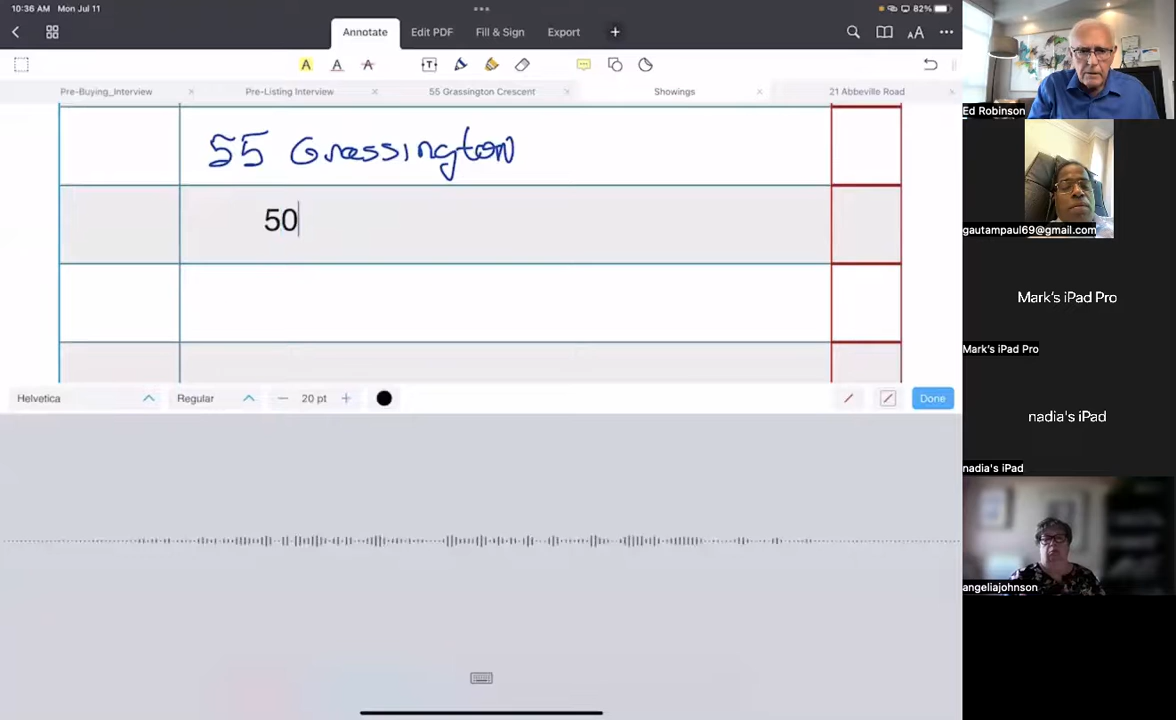 10:36 AM Mon Jul 11
82%
Annotate
Edit PDF
Fill & Sign
Export
+
A
A
A
T
AA
Pre-Buying_Interview
Pre-Listing Interview
55 Grassington Crescent
Showings
21 Abbeville Road
55 Grassington
50
Helvetica
Regular
20 pt
Done
Ed Robinson
gautampaul69@gmail.com
Mark's iPad Pro
Mark's iPad Pro
nadia's iPad
nadia's iPad
angeliajohnson